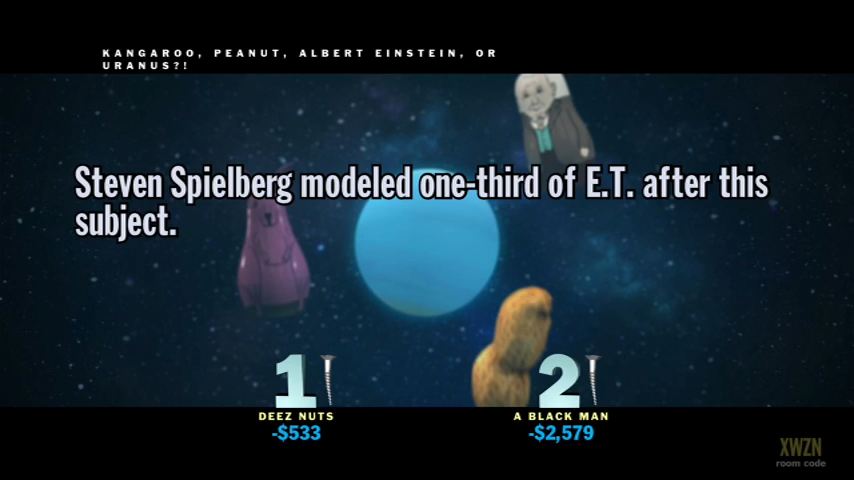 KANGAROO, PEANUT, ALBERT EINSTEIN, OR
URANUS?!
Steven Spielberg modeled one-third of E.T. after this
subject.
1 2
DEEZ NUTS A BLACK MAN
-$533 -$2,579
XWZN
room code